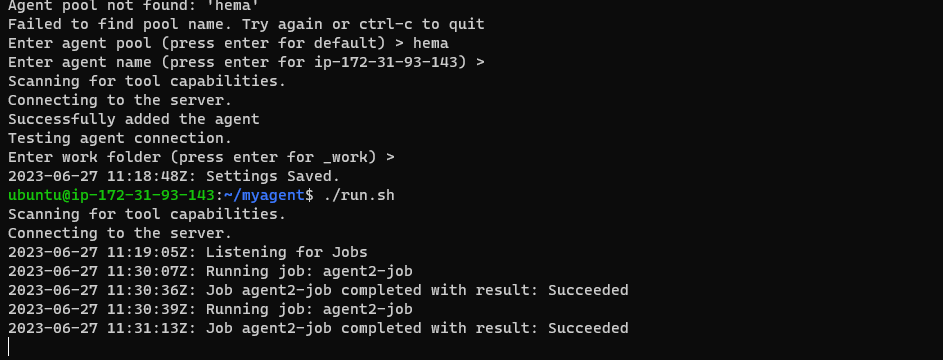 Agent pool not found: 'hema'
Failed to find pool name. Try again or ctrl-c to quit
Enter agent pool (press enter for default) > hema
Enter agent name (press enter for ip-172-31-93-143) >
Scanning for tool capabilities.
Connecting to the server.
Successfully added the agent
Testing agent connection.
Enter work folder (press enter for _work) >
2023-06-27 11:18:48Z: Settings Saved.
ubuntu@ip-172-31-93-143:~/myagent$ ./run.sh
Scanning for tool capabilities.
Connecting to the server.
2023-06-27 11:19:05Z: Listening for Jobs
2023-06-27 11:30:07Z: Running job: agent2-job
2023-06-27 11:30:36Z: Job agent2-job completed with result: Succeeded
2023-06-27 11:30:39Z: Running job: agent2-job
2023-06-27 11:31:13Z: Job agent2-job completed with result: Succeeded